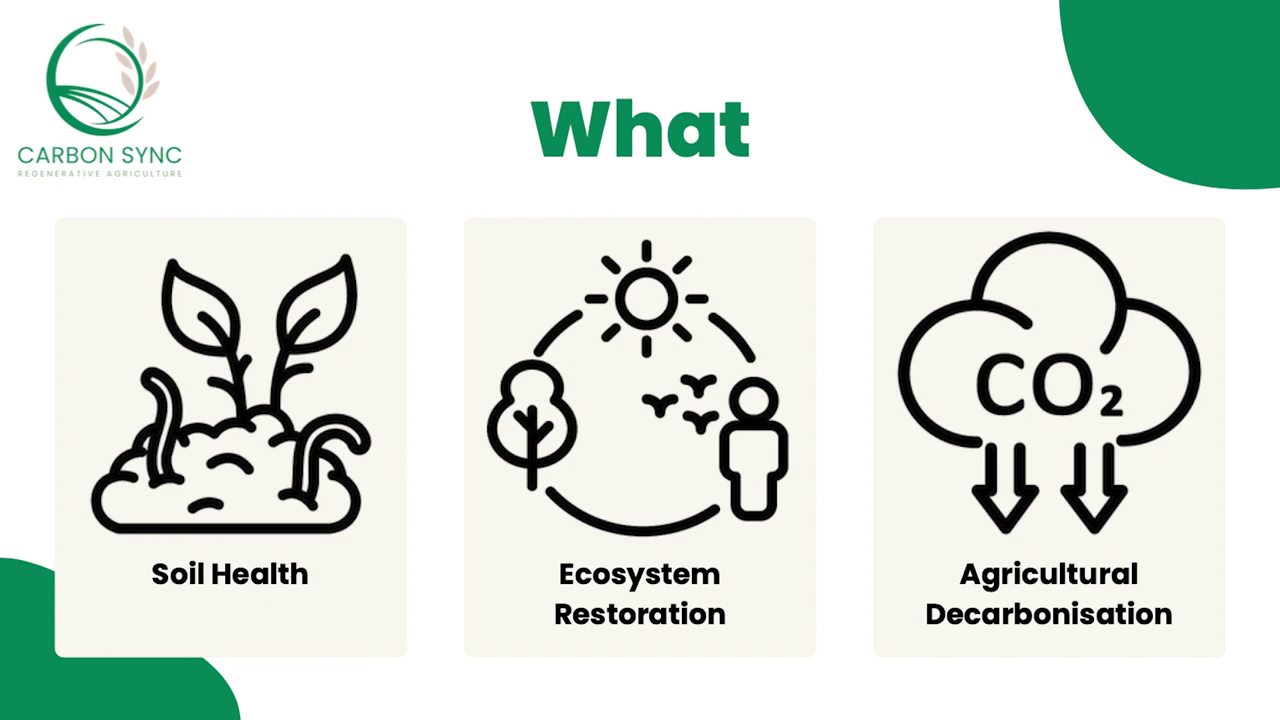 CARBON SYNC
REGENERATIVE AGRICULTURE
What
Soil Health
Ecosystem
Restoration
CO₂
Agricultural
Decarbonisation